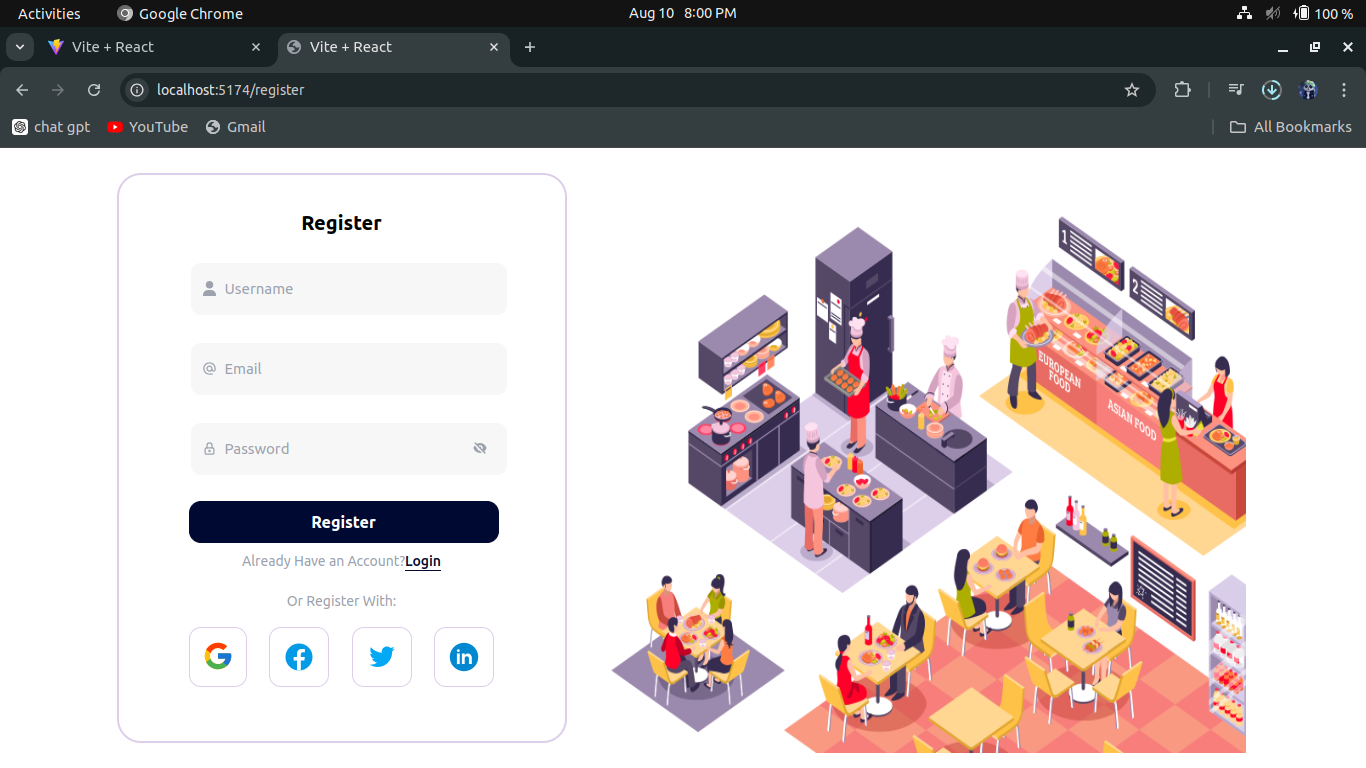 Activities
Google Chrome
Aug 10 8:00 PM
100 %
Vite + React
Vite + React
localhost:5174/register
chat gpt
YouTube
Gmail
All Bookmarks
Register
Username
Email
Password
Register
Already Have an Account?Login
Or Register With:
1
2
EUROPEAN
FOOD
ASIAN FOOD